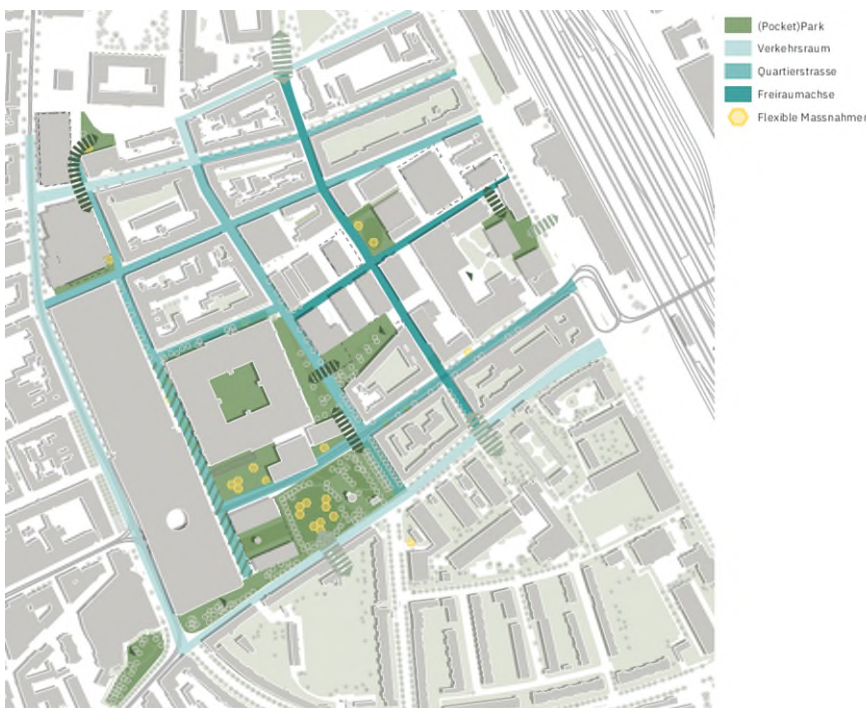 (Pocket)Park
Verkehrsraum
Quartierstrasse
Freiraumachse
Flexible Massnahmen